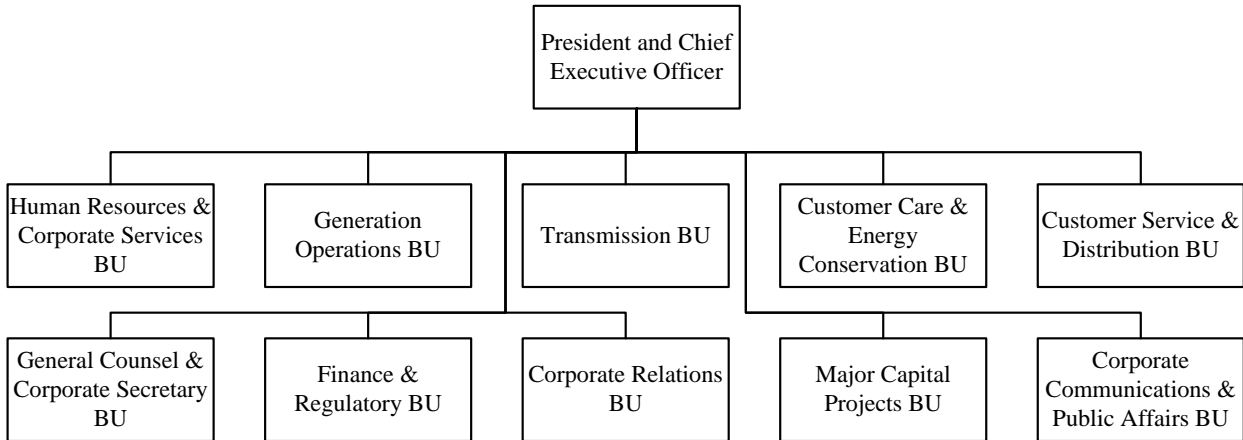 President and Chief
Executive Officer
Human Resources &
Corporate Services
BU
Generation
Operations BU
Transmission BU
Customer Care &
Energy
Conservation BU
Customer Service &
Distribution BU
General Counsel &
Corporate Secretary
BU
Finance &
Regulatory BU
Corporate Relations
BU
Major Capital
Projects BU
Corporate
Communications &
Public Affairs BU